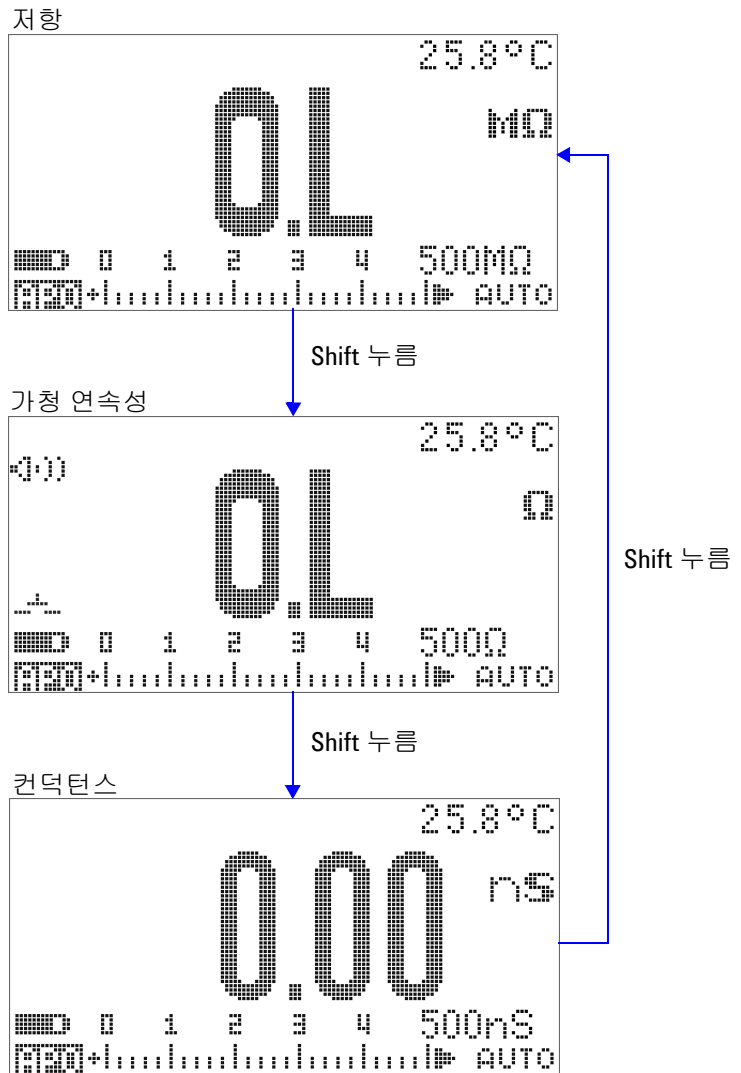 저항
25.8°C
0.L MΩ
0 1 2 3 4 500MΩ
AUTO
Shift 누름
가청 연속성
25.8°C
0.L Ω
0 1 2 3 4 500Ω
AUTO
Shift 누름
Shift 누름
컨덕턴스
25.8°C
0.00 nS
0 1 2 3 4 500nS
AUTO